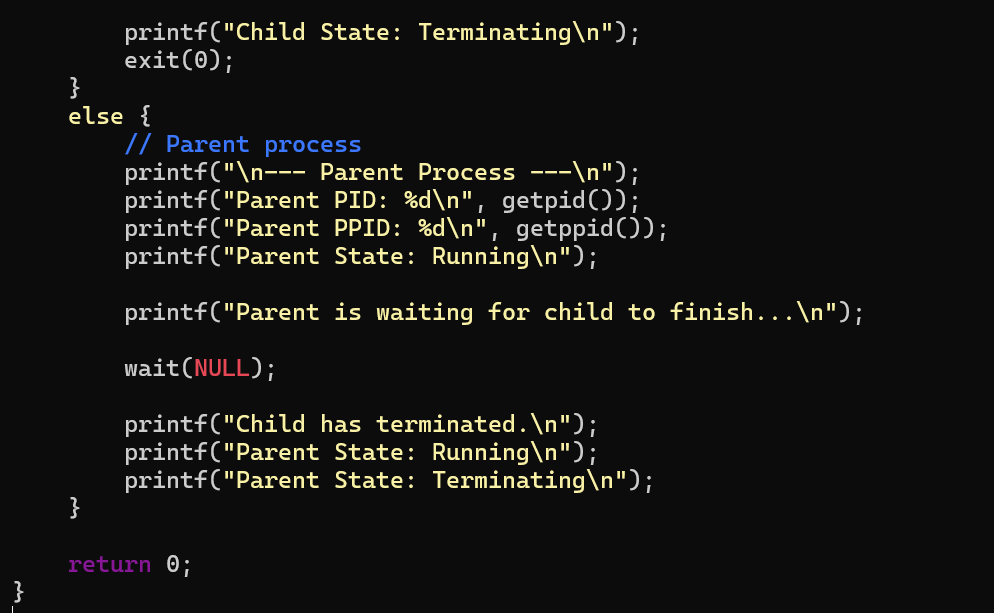 printf("Child State: Terminating\n");
exit(0);
}
else {
// Parent process
printf("\n--- Parent Process ---\n");
printf("Parent PID: %d\n", getpid());
printf("Parent PPID: %d\n", getppid());
printf("Parent State: Running\n");
printf("Parent is waiting for child to finish...\n");
wait(NULL);
printf("Child has terminated.\n");
printf("Parent State: Running\n");
printf("Parent State: Terminating\n");
}
return 0;
}